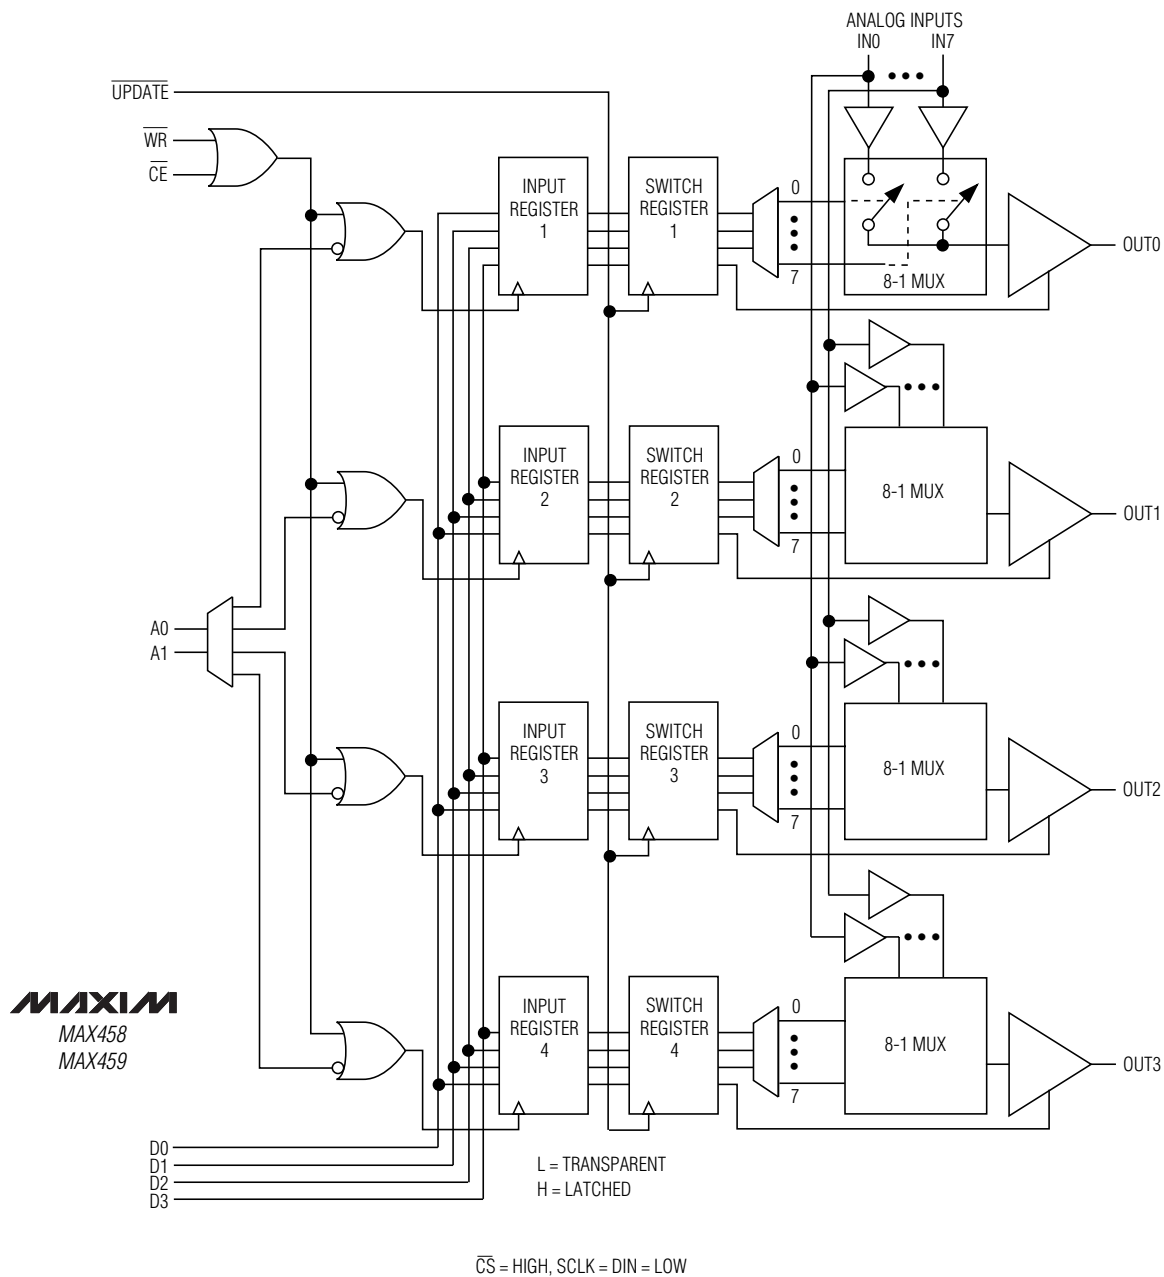 ANALOG INPUTS
IN0 IN7
UPDATE
WR
CE
INPUT REGISTER 1
SWITCH REGISTER 1
0
7
8-1 MUX
OUT0
INPUT REGISTER 2
SWITCH REGISTER 2
0
7
8-1 MUX
OUT1
A0
A1
INPUT REGISTER 3
SWITCH REGISTER 3
0
7
8-1 MUX
OUT2
MAXIM
MAX458
MAX459
INPUT REGISTER 4
SWITCH REGISTER 4
0
7
8-1 MUX
OUT3
D0
D1
D2
D3
L = TRANSPARENT
H = LATCHED
CS = HIGH, SCLK = DIN = LOW